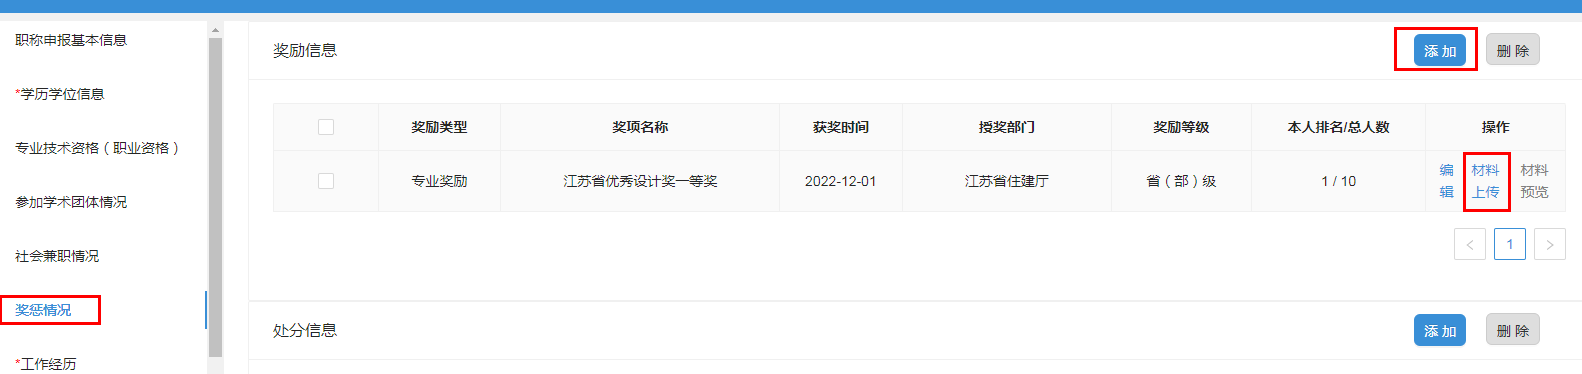 职称申报基本信息
*学历学位信息
专业技术资格（职业资格）
参加学术团体情况
社会兼职情况
奖惩情况
*工作经历
奖励信息
添 加 删 除
奖励类型 奖项名称 获奖时间 授奖部门 奖励等级 本人排名/总人数 操作
专业奖励 江苏省优秀设计奖一等奖 2022-12-01 江苏省住建厅 省（部）级 1 / 10 编辑 材料上传 材料预览
< 1 >
处分信息
添 加 删 除